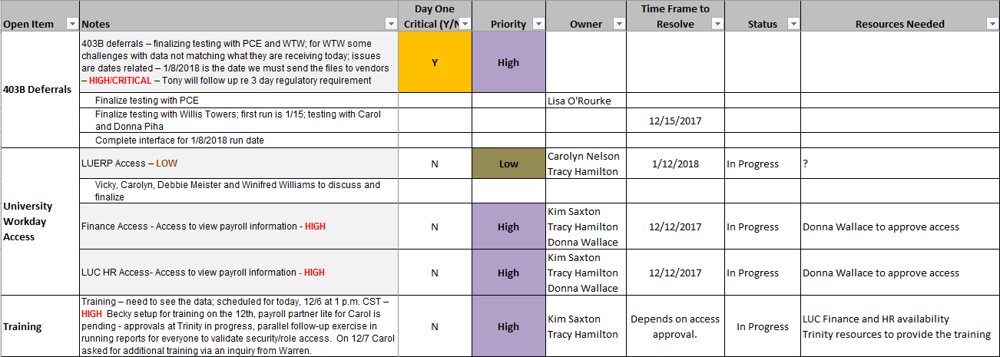 Open Item Notes Day One Critical (Y/N Priority Owner Time Frame to Resolve Status Resources Needed
403B Deferrals
403B deferrals – finalizing testing with PCE and WTW; for WTW some
challenges with data not matching what they are receiving today; issues
are dates related – 1/8/2018 is the date we must send the files to vendors
– HIGH/CRITICAL – Tony will follow up re 3 day regulatory requirement
Y
High
Finalize testing with PCE
Lisa O'Rourke
Finalize testing with Willis Towers; first run is 1/15; testing with Carol
and Donna Piha
12/15/2017
Complete interface for 1/8/2018 run date
University
Workday
Access
LUERP Access – LOW
N
Low
Carolyn Nelson
Tracy Hamilton
1/12/2018
In Progress
?
Vicky, Carolyn, Debbie Meister and Winifred Williams to discuss and
finalize
Finance Access - Access to view payroll information - HIGH
N
High
Kim Saxton
Tracy Hamilton
Donna Wallace
12/12/2017
In Progress
Donna Wallace to approve access
LUC HR Access- Access to view payroll information - HIGH
N
High
Kim Saxton
Tracy Hamilton
Donna Wallace
12/12/2017
In Progress
Donna Wallace to approve access
Training
Training – need to see the data; scheduled for today, 12/6 at 1 p.m. CST –
HIGH  Becky setup for training on the 12th, payroll partner lite for Carol is
pending - approvals at Trinity in progress, parallel follow-up exercise in
running reports for everyone to validate security/role access.  On 12/7 Carol
asked for additional training via an inquiry from Warren.
N
High
Kim Saxton
Tracy Hamilton
Depends on access
approval.
In Progress
LUC Finance and HR availability
Trinity resources to provide the training